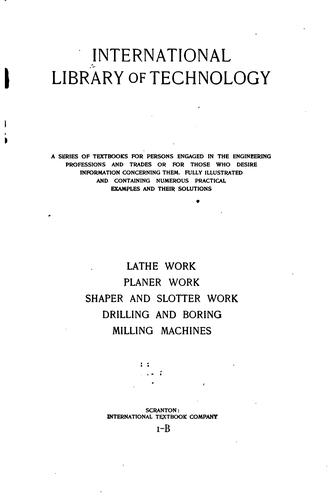 INTERNATIONAL
LIBRARY OF TECHNOLOGY
A SERIES OF TEXTBOOKS FOR PERSONS ENGAGED IN THE ENGINEERING
PROFESSIONS AND TRADES OR FOR THOSE WHO DESIRE
INFORMATION CONCERNING THEM. FULLY ILLUSTRATED
AND CONTAINING NUMEROUS PRACTICAL
EXAMPLES AND THEIR SOLUTIONS
LATHE WORK
PLANER WORK
SHAPER AND SLOTTER WORK
DRILLING AND BORING
MILLING MACHINES
SCRANTON:
INTERNATIONAL TEXTBOOK COMPANY
1-B